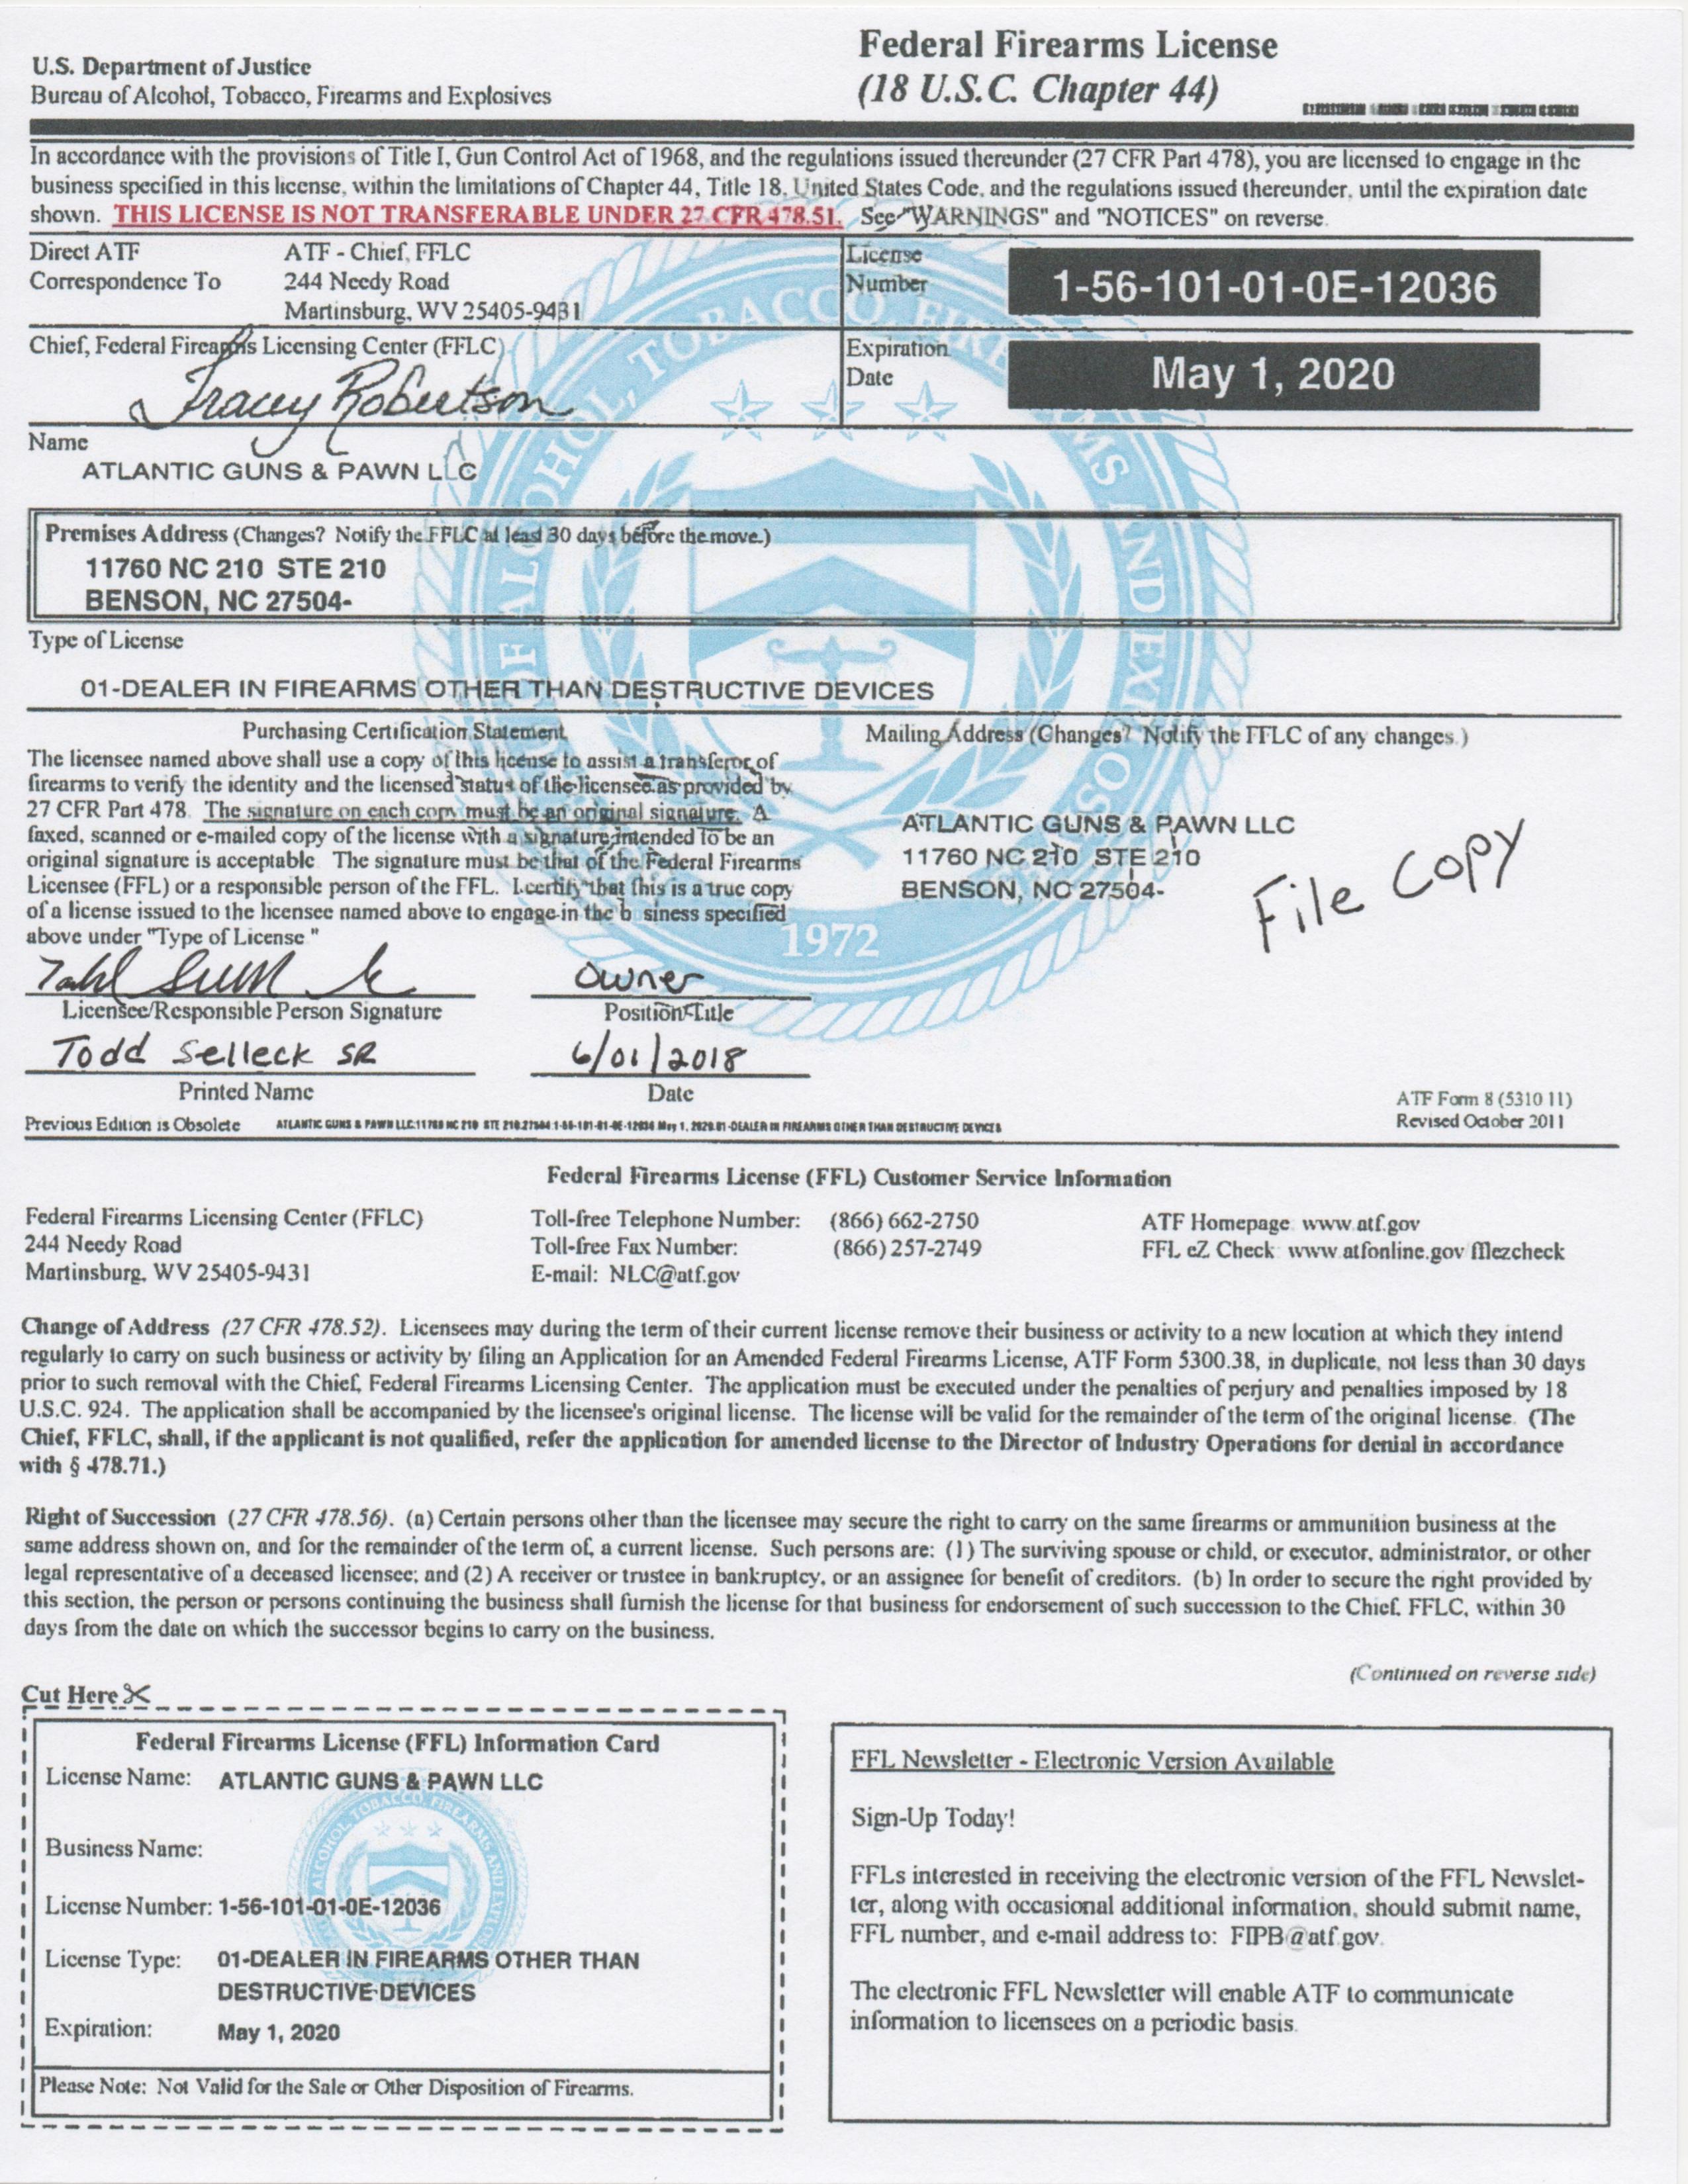 Federal Firearms License
(18 U.S.C. Chapter 44)
U.S. Department of Justice
Bureau of Alcohol, Tobacco, Firearms and Explosives
In accordance with the provisions of Title I, Gun Control Act of 1968, and the regulations issued thereunder (27 CFR Part 478), you are licensed to engage in the
business specified in this license, within the limitations of Chapter 44, Title 18, United States Code, and the regulations issued thereunder, until the expiration date
shown. THIS LICENSE IS NOT TRANSFERABLE UNDER 27 CFR 478.51. See "WARNINGS" and "NOTICES" on reverse.
Direct ATF
Correspondence To
ATF - Chief, FFLC
244 Needy Road
Martinsburg, WV 25405-9431
License
Number
1-56-101-01-0E-12036
Chief, Federal Firearms Licensing Center (FFLC)
Tracey Robertson
Expiration
Date
May 1, 2020
Name
ATLANTIC GUNS & PAWN LLC
Premises Address (Changes? Notify the FFLC at least 30 days before the move.)
11760 NC 210 STE 210
BENSON, NC 27504-
Type of License
01-DEALER IN FIREARMS OTHER THAN DESTRUCTIVE DEVICES
Purchasing Certification Statement
The licensee named above shall use a copy of this license to assist a transferor of
firearms to verify the identity and the licensed status of the licensee as provided by
27 CFR Part 478. The signature on each copy must be an original signature. A
faxed, scanned or e-mailed copy of the license with a signature intended to be an
original signature is acceptable. The signature must be that of the Federal Firearms
Licensee (FFL) or a responsible person of the FFL. I certify that this is a true copy
of a license issued to the licensee named above to engage in the b siness specified
above under "Type of License."
Mailing Address (Changes? Notify the FFLC of any changes.)
ATLANTIC GUNS & PAWN LLC
11760 NC 210 STE 210
BENSON, NC 27504-
File Copy
1972
Owner
Licensee/Responsible Person Signature
Position/Title
Todd Selleck SR
6/01/2018
Printed Name
Date
ATF Form 8 (5310 11)
Revised October 2011
Previous Edition is Obsolete
ATLANTIC GUNS & PAWN LLC:11760 NC 210 STE 210:27504:1-56-101-01-0E-12036:May 1, 2020:01-DEALER IN FIREARMS OTHER THAN DESTRUCTIVE DEVICES
Federal Firearms License (FFL) Customer Service Information
Federal Firearms Licensing Center (FFLC)
244 Needy Road
Martinsburg, WV 25405-9431
Toll-free Telephone Number: (866) 662-2750
Toll-free Fax Number: (866) 257-2749
E-mail: NLC@atf.gov
ATF Homepage: www.atf.gov
FFL eZ Check: www.atfonline.gov/fflezcheck
Change of Address (27 CFR 478.52). Licensees may during the term of their current license remove their business or activity to a new location at which they intend
regularly to carry on such business or activity by filing an Application for an Amended Federal Firearms License, ATF Form 5300.38, in duplicate, not less than 30 days
prior to such removal with the Chief, Federal Firearms Licensing Center. The application must be executed under the penalties of perjury and penalties imposed by 18
U.S.C. 924. The application shall be accompanied by the licensee's original license. The license will be valid for the remainder of the term of the original license. (The
Chief, FFLC, shall, if the applicant is not qualified, refer the application for amended license to the Director of Industry Operations for denial in accordance
with § 478.71.)
Right of Succession (27 CFR 478.56). (a) Certain persons other than the licensee may secure the right to carry on the same firearms or ammunition business at the
same address shown on, and for the remainder of the term of, a current license. Such persons are: (1) The surviving spouse or child, or executor, administrator, or other
legal representative of a deceased licensee; and (2) A receiver or trustee in bankruptcy, or an assignee for benefit of creditors. (b) In order to secure the right provided by
this section, the person or persons continuing the business shall furnish the license for that business for endorsement of such succession to the Chief, FFLC, within 30
days from the date on which the successor begins to carry on the business.
(Continued on reverse side)
Cut Here
Federal Firearms License (FFL) Information Card
License Name: ATLANTIC GUNS & PAWN LLC
Business Name:
License Number: 1-56-101-01-0E-12036
License Type: 01-DEALER IN FIREARMS OTHER THAN
DESTRUCTIVE DEVICES
Expiration: May 1, 2020
Please Note: Not Valid for the Sale or Other Disposition of Firearms.
FFL Newsletter - Electronic Version Available
Sign-Up Today!
FFLs interested in receiving the electronic version of the FFL Newslet-
ter, along with occasional additional information, should submit name,
FFL number, and e-mail address to: FIPB@atf.gov.
The electronic FFL Newsletter will enable ATF to communicate
information to licensees on a periodic basis.